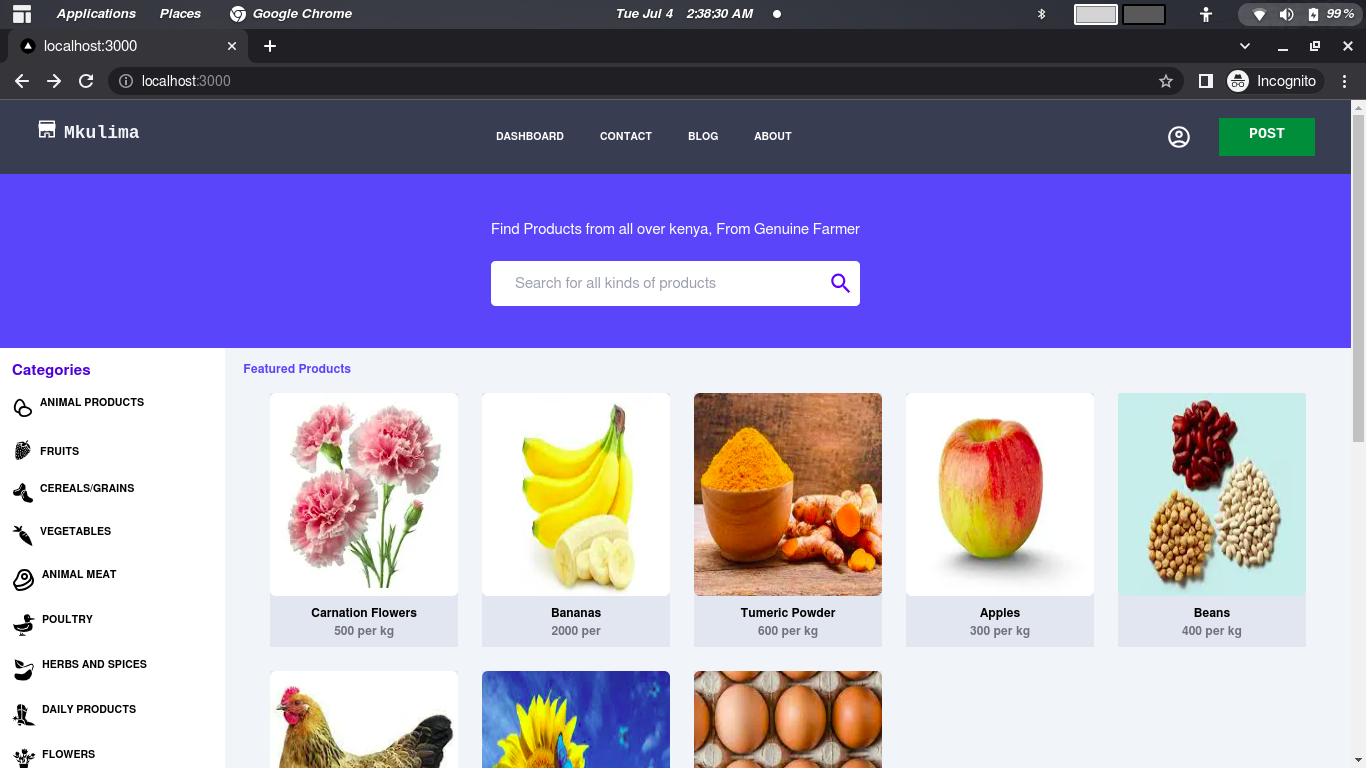 Applications Places Google Chrome Tue Jul 4 2:38:30 AM 99 %
localhost:3000
localhost:3000 Incognito
Mkulima DASHBOARD CONTACT BLOG ABOUT POST
Find Products from all over kenya, From Genuine Farmer
Search for all kinds of products
Categories
ANIMAL PRODUCTS
FRUITS
CEREALS/GRAINS
VEGETABLES
ANIMAL MEAT
POULTRY
HERBS AND SPICES
DAILY PRODUCTS
FLOWERS
Featured Products
Carnation Flowers Bananas Tumeric Powder Apples Beans
500 per kg 2000 per 600 per kg 300 per kg 400 per kg